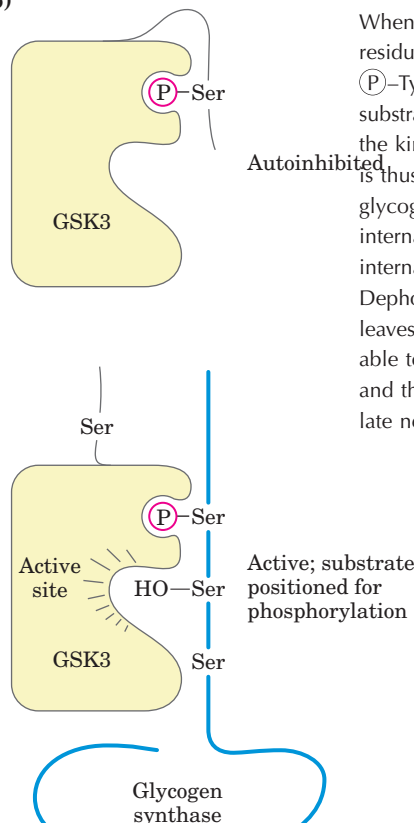 When
residu
P–Ty
substra
the kin
is thus
glycog
interna
interna
Depho
leaves
able to
and th
late ne
P–Ser
Autoinhibited
GSK3
Ser
P–Ser
Active
site
HO–Ser
Active; substrate
positioned for
phosphorylation
GSK3
Ser
Glycogen
synthase